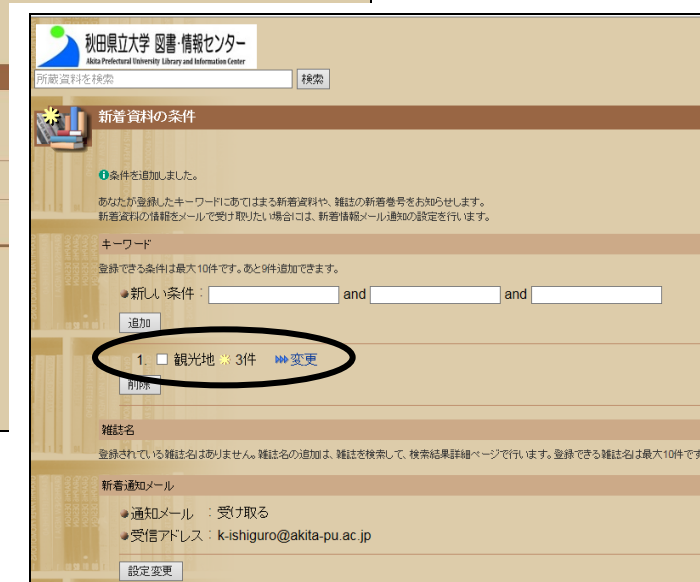 秋田県立大学 図書・情報センター
Akita Prefectural University Library and Information Center
所蔵資料を検索 検索
新着資料の条件
条件を追加しました。
あなたが登録したキーワードにあてはまる新着資料や、雑誌の新着巻号をお知らせします。
新着資料の情報をメールで受け取りたい場合には、新着情報メール通知の設定を行います。
キーワード
登録できる条件は最大10件です。あと9件追加できます。
新しい条件 : and and
追加
1. 観光地 3件 変更
削除
雑誌名
登録されている雑誌名はありません。雑誌名の追加は、雑誌を検索して、検索結果詳細ページで行います。登録できる雑誌名は最大10件です
新着通知メール
通知メール : 受け取る
受信アドレス : k-ishiguro@akita-pu.ac.jp
設定変更